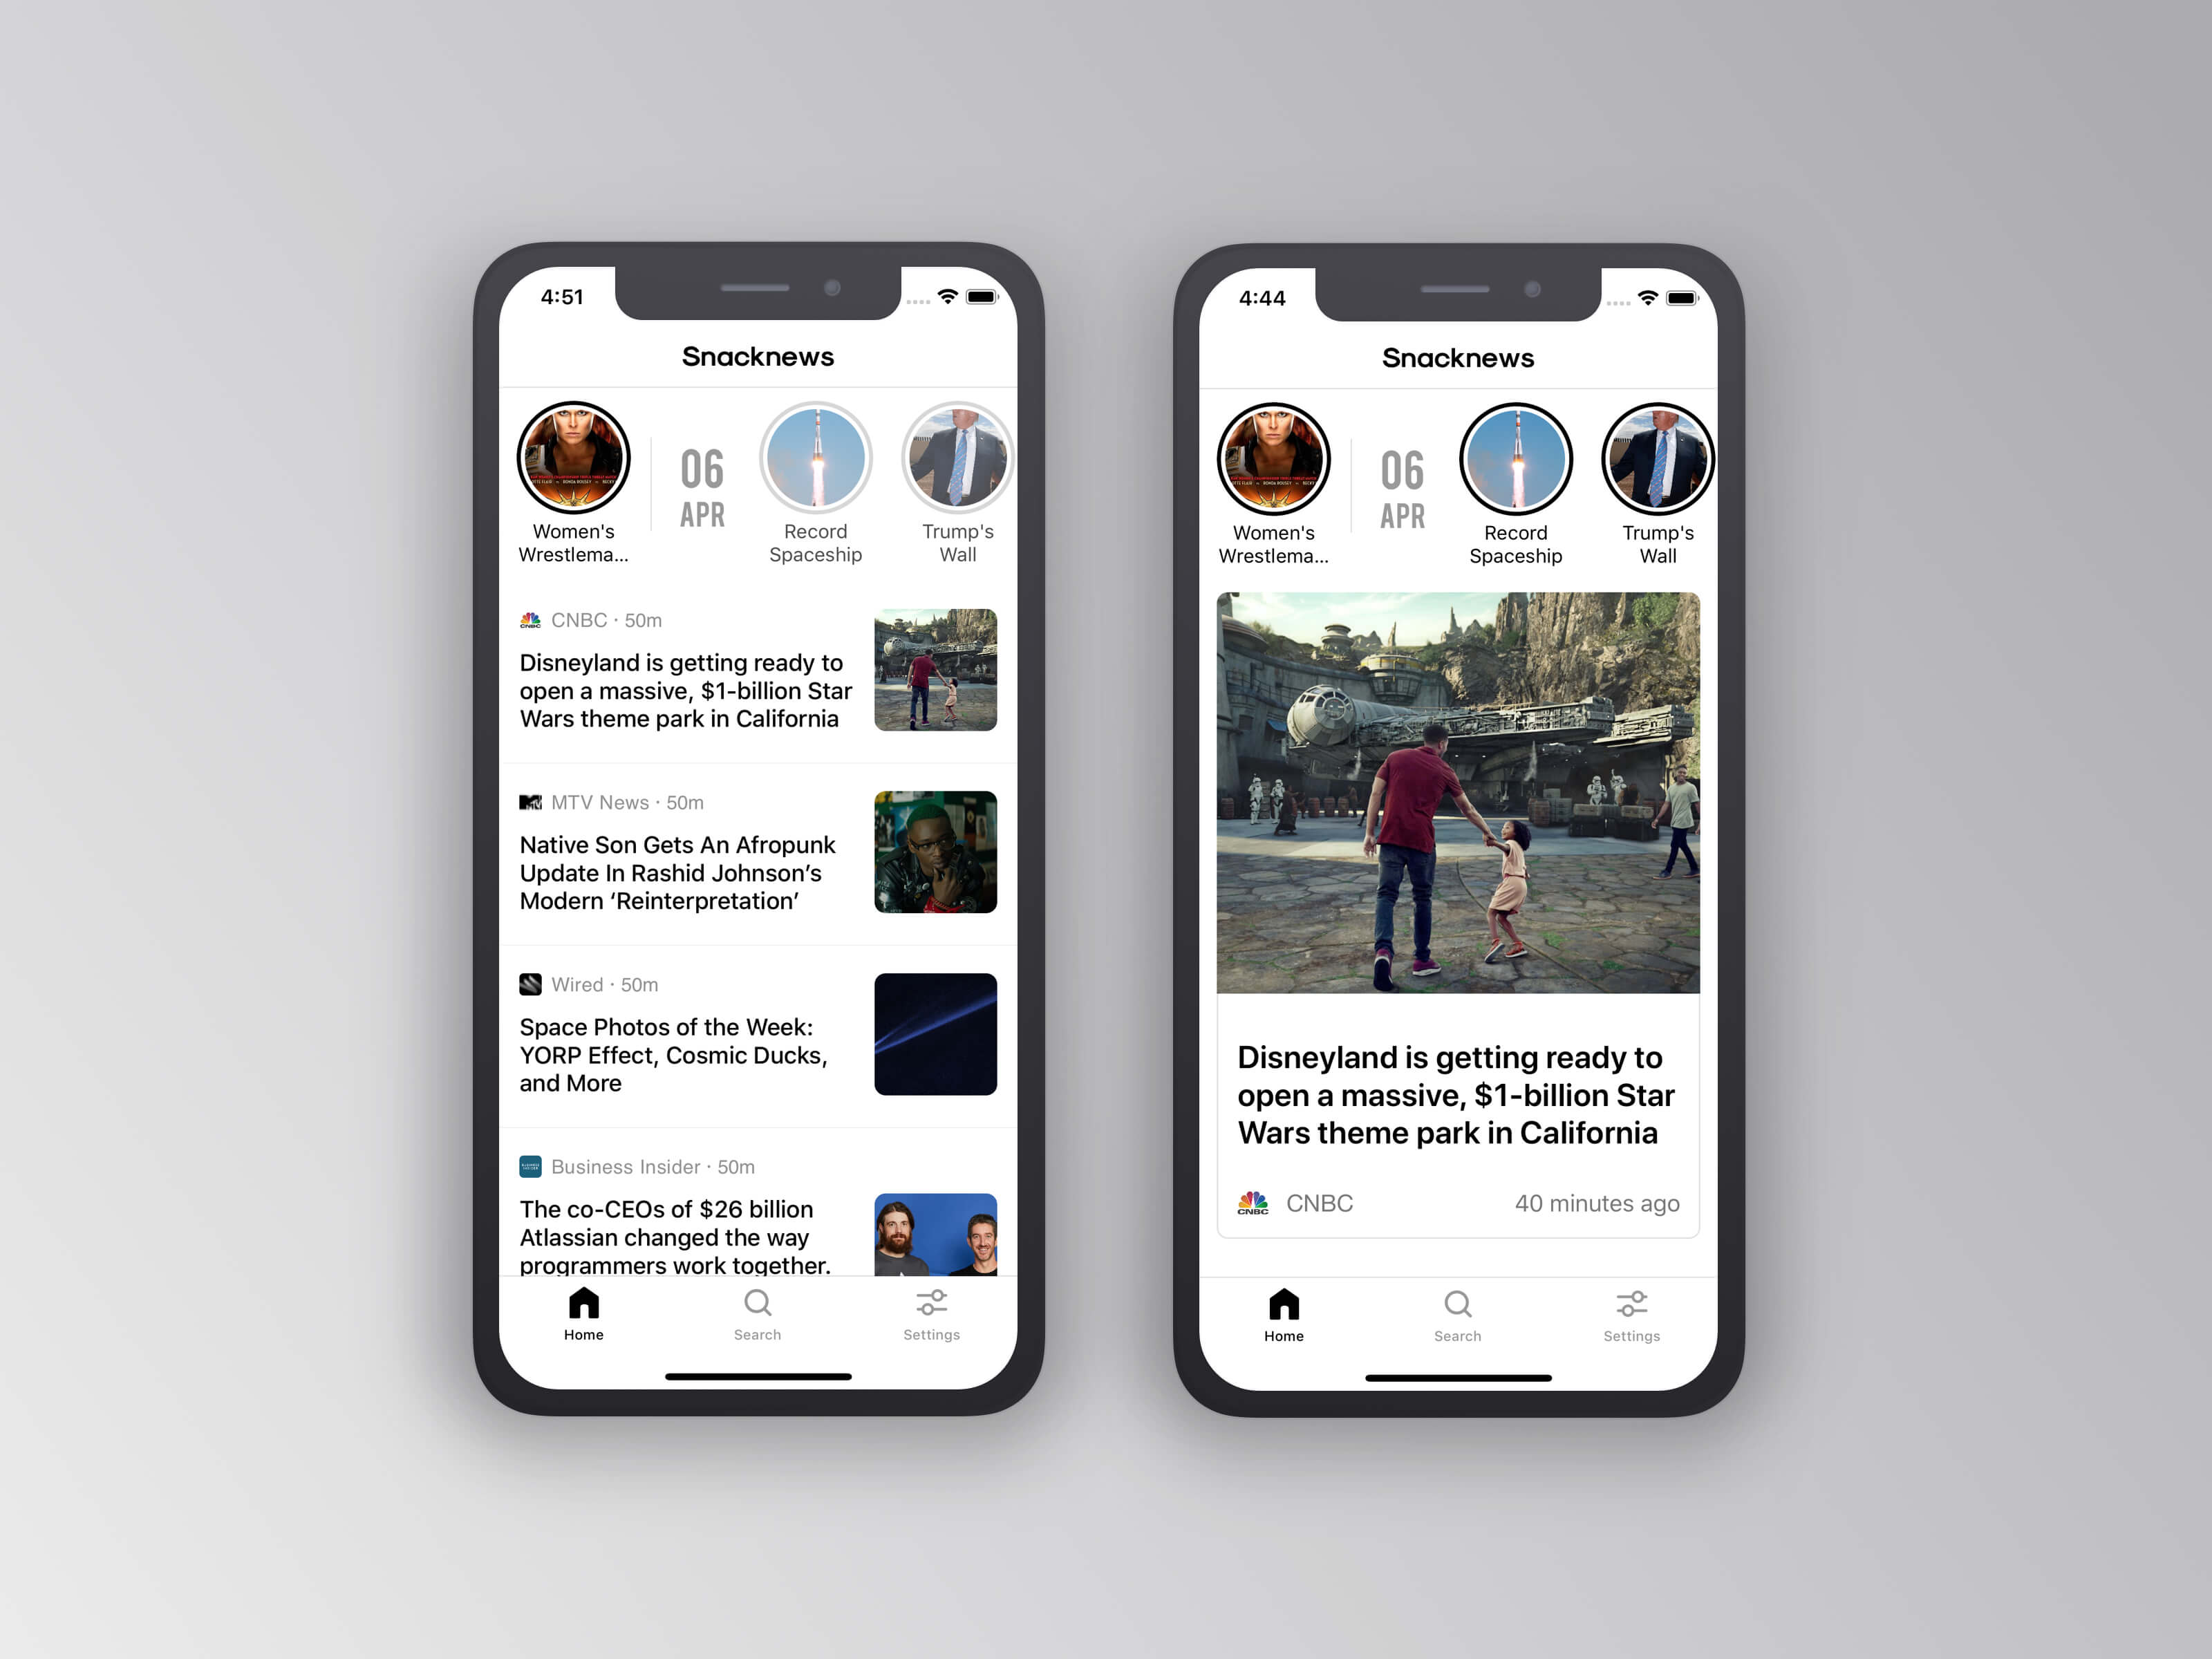 4:51
Snacknews
06
APR
Women's
Wrestlema...
Record
Spaceship
Trump's
Wall
CNBC
CNBC · 50m
Disneyland is getting ready to
open a massive, $1-billion Star
Wars theme park in California
MTV News · 50m
Native Son Gets An Afropunk
Update In Rashid Johnson’s
Modern ‘Reinterpretation’
Wired · 50m
Space Photos of the Week:
YORP Effect, Cosmic Ducks,
and More
Business Insider · 50m
The co-CEOs of $26 billion
Atlassian changed the way
programmers work together.
Home
Search
Settings
4:44
Snacknews
06
APR
Women's
Wrestlema...
Record
Spaceship
Trump's
Wall
Disneyland is getting ready to
open a massive, $1-billion Star
Wars theme park in California
CNBC
CNBC
40 minutes ago
Home
Search
Settings